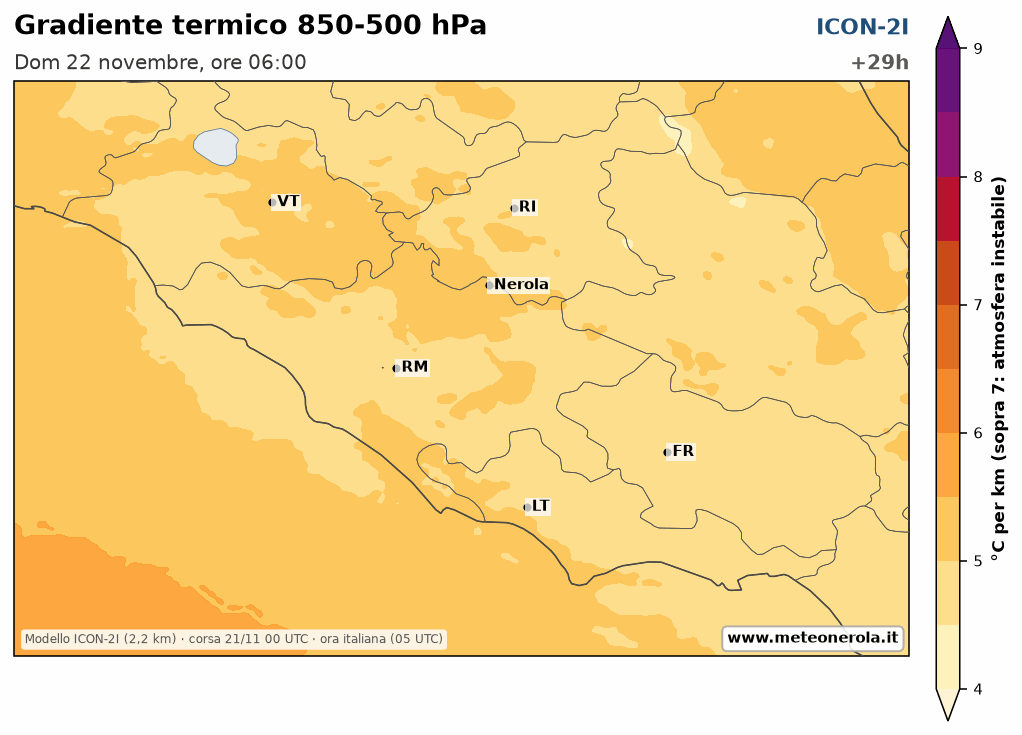 Gradiente termico 850-500 hPa
ICON-2I
Dom 22 novembre, ore 06:00
+29h
VT
RI
Nerola
RM
FR
LT
Modello ICON-2I (2,2 km) · corsa 21/11 00 UTC · ora italiana (05 UTC)
www.meteonerola.it
9
8
7
6
5
4
°C per km (sopra 7: atmosfera instabile)